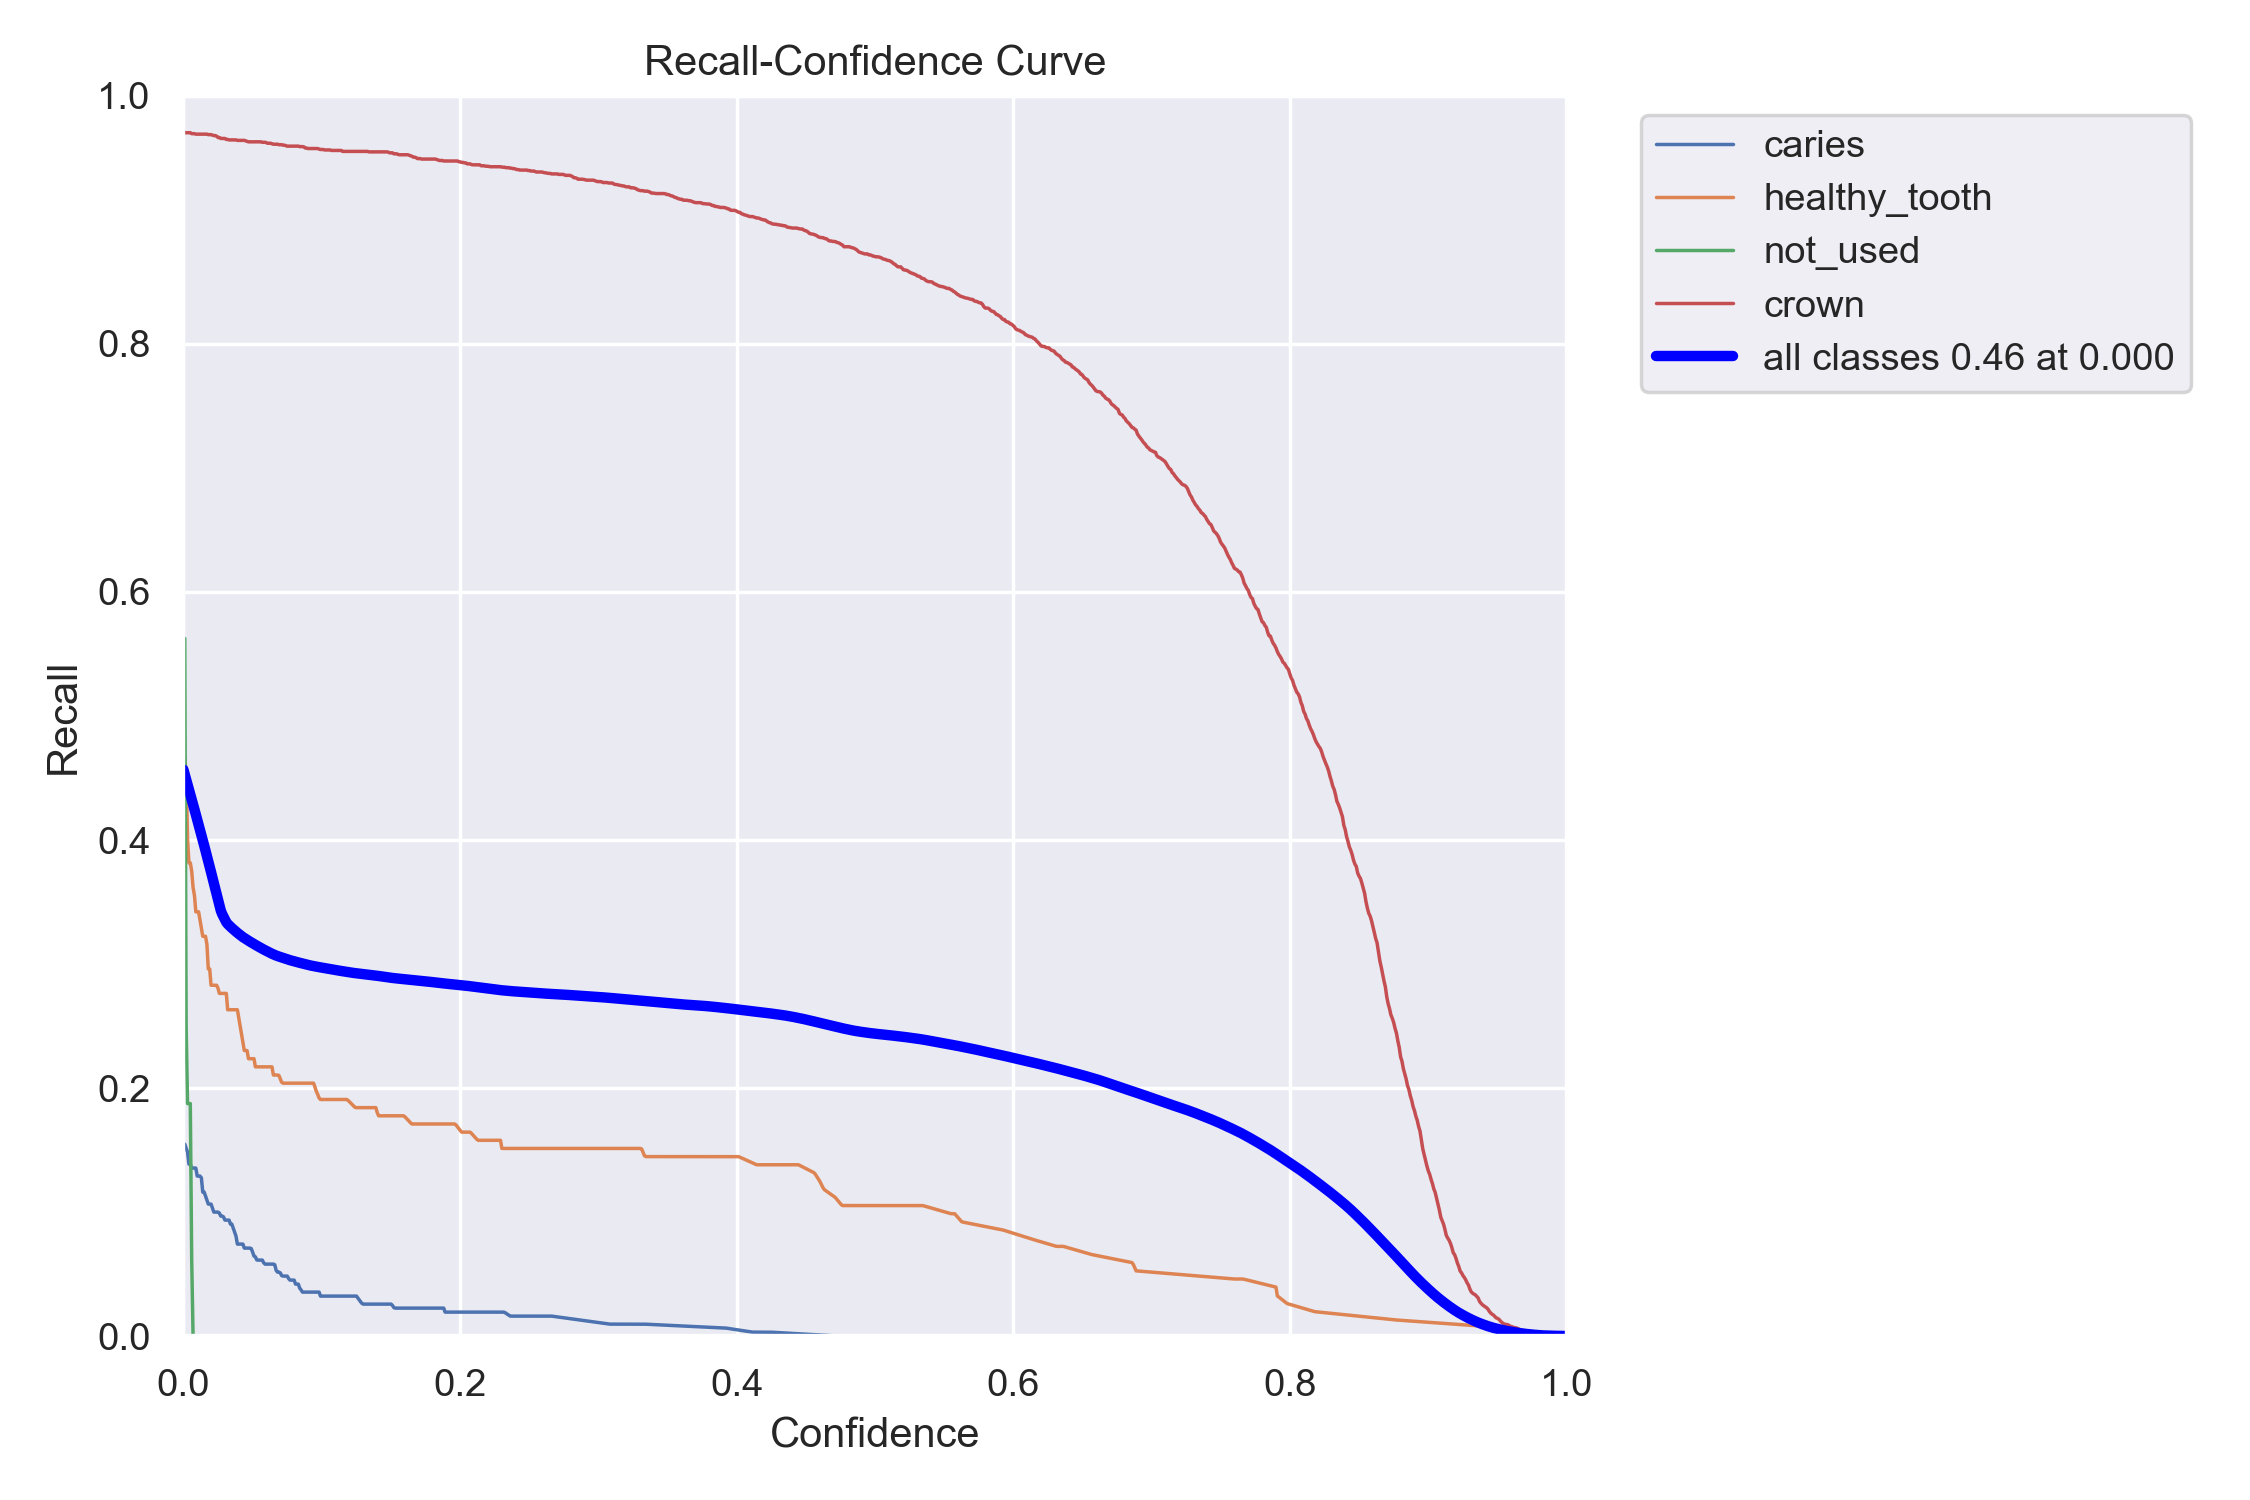 Recall-Confidence Curve
1.0
0.8
0.6
0.4
0.2
0.0
Recall
0.0 0.2 0.4 0.6 0.8 1.0
Confidence
caries
healthy_tooth
not_used
crown
all classes 0.46 at 0.000